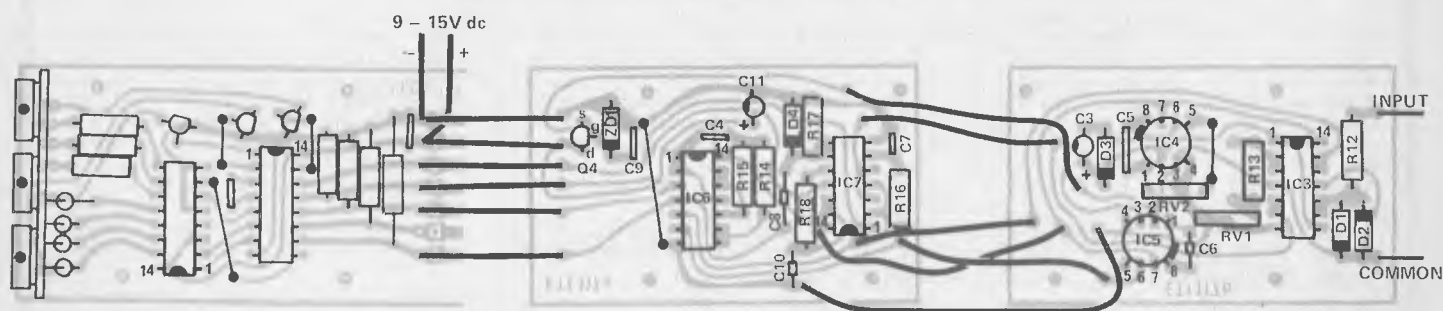 9 – 15V dc
– +
14
1
14
1
s
g
d
Q4
ZD1
C9
C4
1
14
IC6
R15
R14
C11
+
D4
R17
C8
R18
C10
IC7
14
1
C7
R16
C3
+
D3
C5
8 7 6 5
IC4
1 2 3 4
RV2
4 3 2 1
IC5
5 6 7 8
C6
RV1
R13
1
14
IC3
R12
D1
D2
INPUT
COMMON